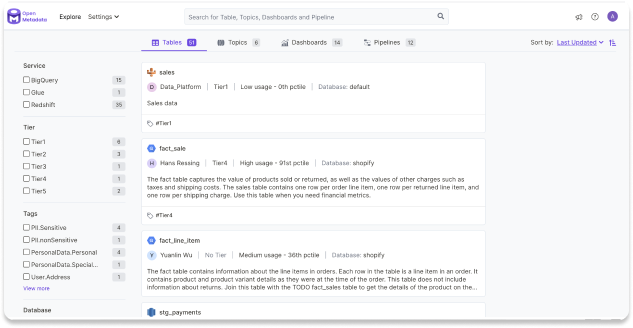 Open
Metadata
Explore
Settings
Search for Table, Topics, Dashboards and Pipeline
A
Tables 51
Topics 6
Dashboards 14
Pipelines 12
Sort by: Last Updated
Service
BigQuery 15
Glue 1
Redshift 35
Tier
Tier1 6
Tier2 3
Tier3 1
Tier4 1
Tier5 2
Tags
PII.Sensitive 4
PII.nonSensitive 1
PersonalData.Personal 4
PersonalData.Special... 1
User.Address 1
View more
Database
sales
D Data_Platform | Tier1 | Low usage - 0th pctile | Database: default
Sales data
#Tier1
fact_sale
H Hans Ressing | Tier4 | High usage - 91st pctile | Database: shopify
The fact table captures the value of products sold or returned, as well as the values of other charges such as
taxes and shipping costs. The sales table contains one row per order line item, one row per returned line item, and
one row per shipping charge. Use this table when you need financial metrics.
#Tier4
fact_line_item
Y Yuanlin Wu | No Tier | Medium usage - 36th pctile | Database: shopify
The fact table contains information about the line items in orders. Each row in the table is a line item in an order. It
contains product and product variant details as they were at the time of the order. This table does not include
information about returns. Join this table with the TODO fact_sales table to get the details of the product on the...
stg_payments